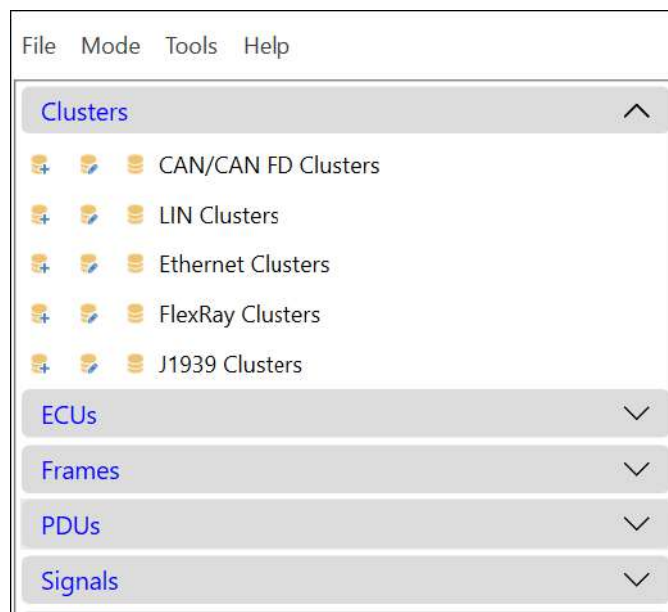 File Mode Tools Help
Clusters
CAN/CAN FD Clusters
LIN Clusters
Ethernet Clusters
FlexRay Clusters
J1939 Clusters
ECUs
Frames
PDUs
Signals